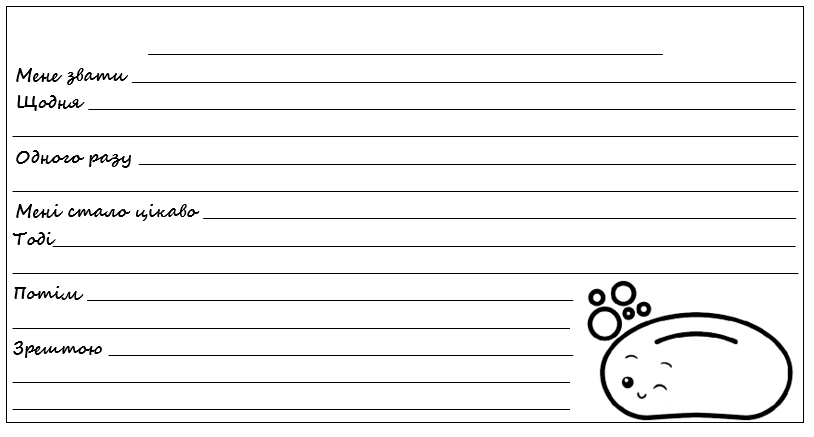 Мене звати
Щодня
Одного разу
Мені стало цікаво
Тоді
Потім
Зрештою